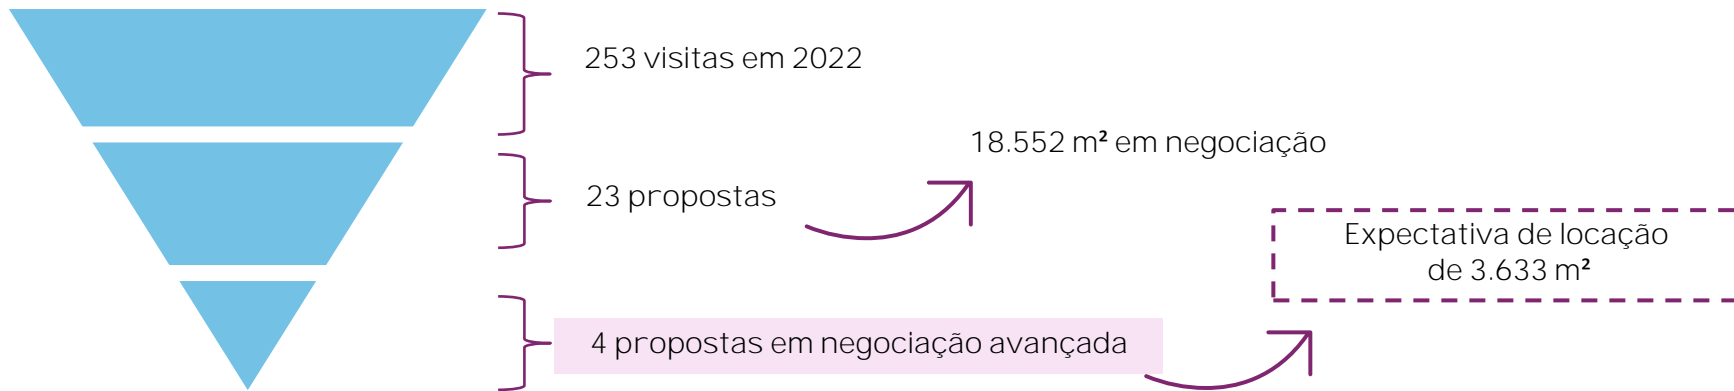 253 visitas em 2022
18.552 m² em negociação
23 propostas
Expectativa de locação
de 3.633 m²
4 propostas em negociação avançada